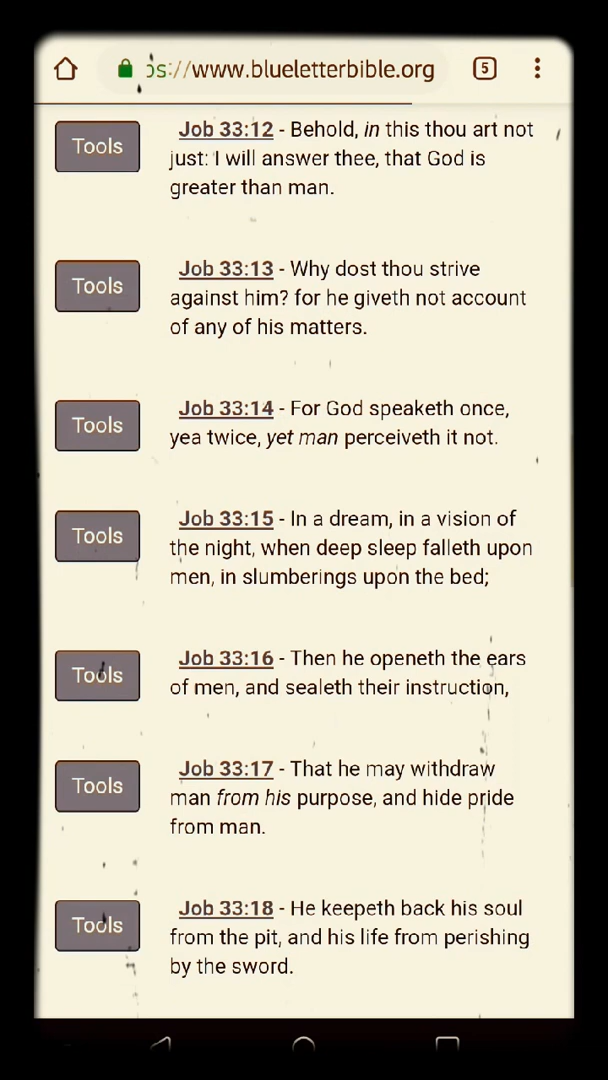 ps://www.blueletterbible.org
5
Tools
Job 33:12 - Behold, in this thou art not
just: I will answer thee, that God is
greater than man.
Tools
Job 33:13 - Why dost thou strive
against him? for he giveth not account
of any of his matters.
Tools
Job 33:14 - For God speaketh once,
yea twice, yet man perceiveth it not.
Tools
Job 33:15 - In a dream, in a vision of
the night, when deep sleep falleth upon
men, in slumberings upon the bed;
Tools
Job 33:16 - Then he openeth the ears
of men, and sealeth their instruction,
Tools
Job 33:17 - That he may withdraw
man from his purpose, and hide pride
from man.
Tools
Job 33:18 - He keepeth back his soul
from the pit, and his life from perishing
by the sword.